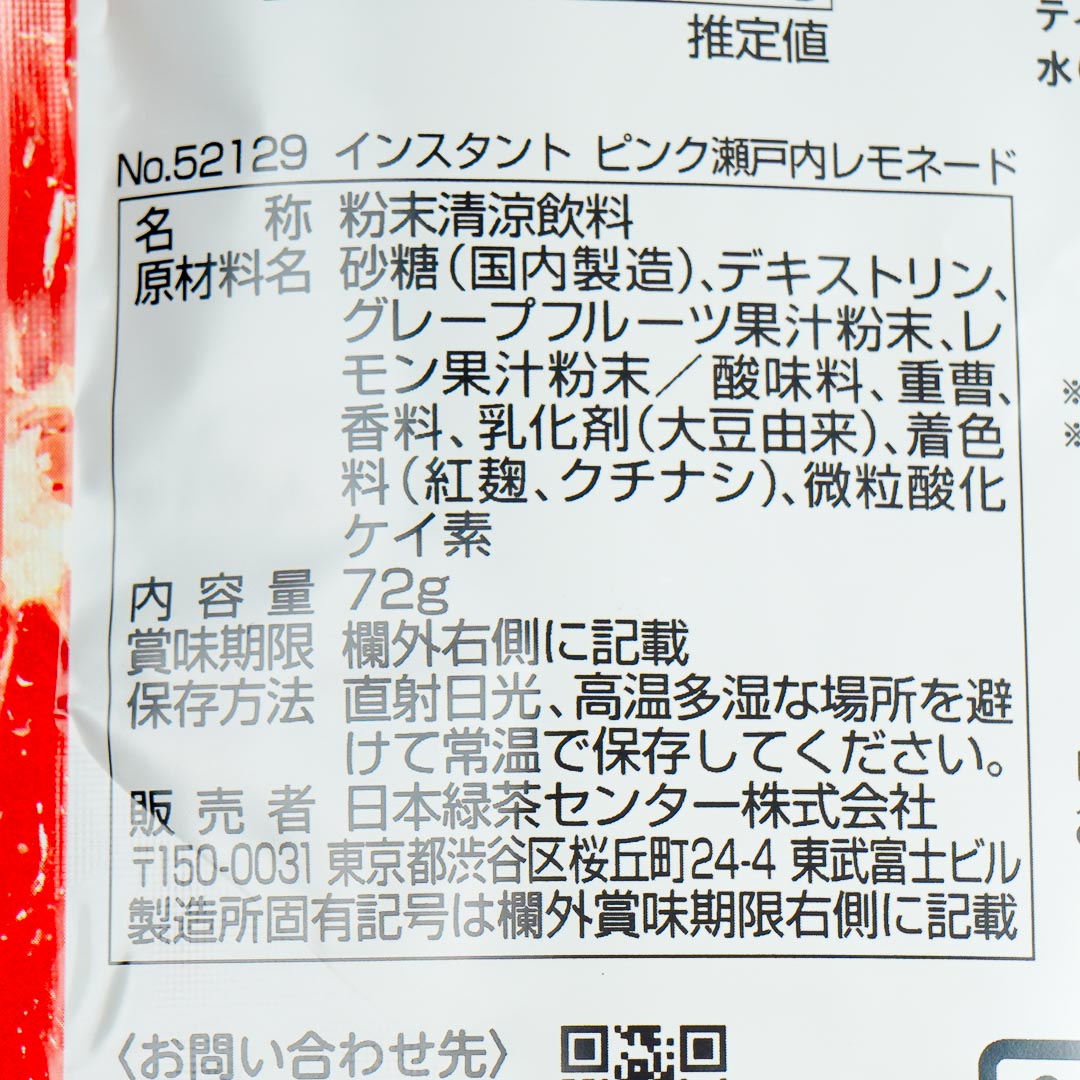 推定値
水
No.52129 インスタント ピンク瀬戸内レモネード
名称 粉末清涼飲料
原材料名 砂糖(国内製造)、デキストリン、
グレープフルーツ果汁粉末、レ
モン果汁粉末/酸味料、重曹、
香料、乳化剤(大豆由来)、着色
料(紅麹、クチナシ)、微粒酸化
ケイ素
内容量 72g
賞味期限 欄外右側に記載
保存方法 直射日光、高温多湿な場所を避
けて常温で保存してください。
販売者 日本緑茶センター株式会社
〒150-0031 東京都渋谷区桜丘町24-4 東武富士ビル
製造所固有記号は欄外賞味期限右側に記載
※
※
〈お問い合わせ先〉